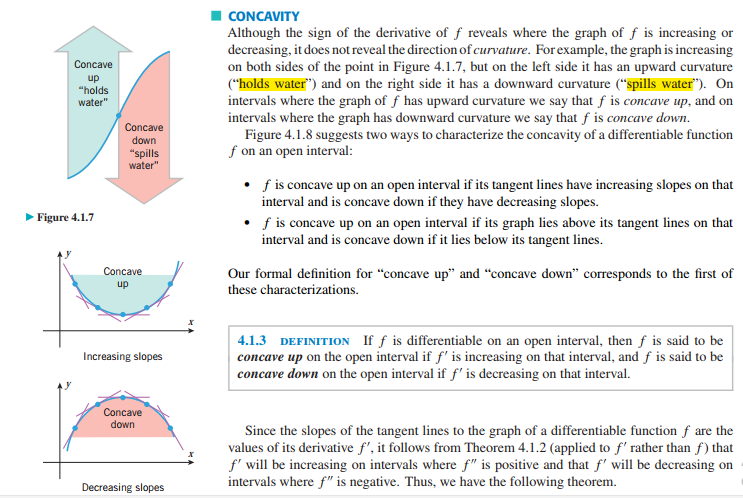 CONCAVITY
Although the sign of the derivative of f reveals where the graph of f is increasing or
decreasing, it does not reveal the direction of curvature. For example, the graph is increasing
on both sides of the point in Figure 4.1.7, but on the left side it has an upward curvature
(“holds water”) and on the right side it has a downward curvature (“spills water”). On
intervals where the graph of f has upward curvature we say that f is concave up, and on
intervals where the graph has downward curvature we say that f is concave down.
Figure 4.1.8 suggests two ways to characterize the concavity of a differentiable function
f on an open interval:
• f is concave up on an open interval if its tangent lines have increasing slopes on that
interval and is concave down if they have decreasing slopes.
• f is concave up on an open interval if its graph lies above its tangent lines on that
interval and is concave down if it lies below its tangent lines.
Our formal definition for “concave up” and “concave down” corresponds to the first of
these characterizations.
4.1.3 DEFINITION If f is differentiable on an open interval, then f is said to be
concave up on the open interval if f′ is increasing on that interval, and f is said to be
concave down on the open interval if f′ is decreasing on that interval.
Since the slopes of the tangent lines to the graph of a differentiable function f are the
values of its derivative f′, it follows from Theorem 4.1.2 (applied to f′ rather than f) that
f′ will be increasing on intervals where f″ is positive and that f′ will be decreasing on
intervals where f″ is negative. Thus, we have the following theorem.
Concave
up
“holds
water”
Concave
down
“spills
water”
Figure 4.1.7
y
Concave
up
x
Increasing slopes
y
Concave
down
x
Decreasing slopes